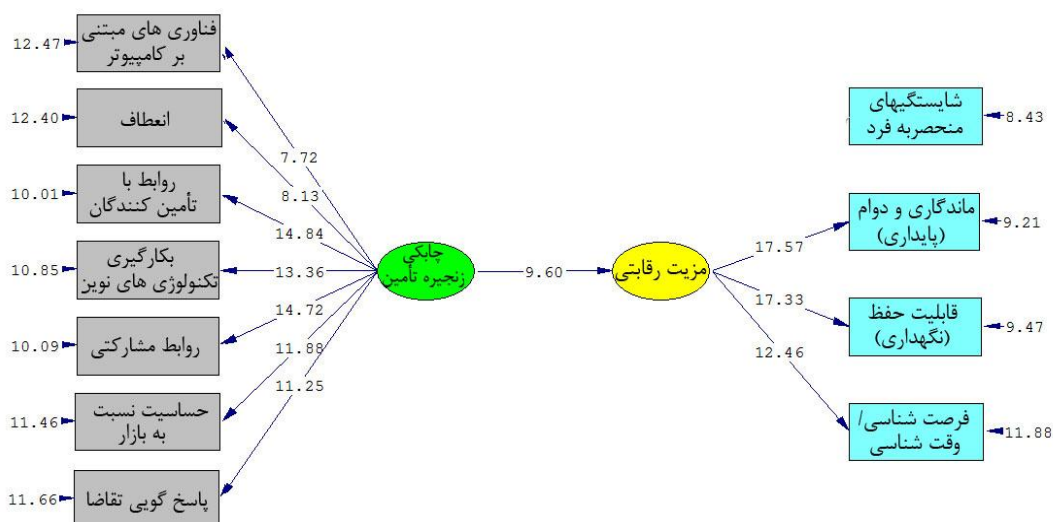 12.47
فناوری های مبتنی
بر کامپیوتر
12.40
انعطاف
10.01
روابط با
تأمین کنندگان
10.85
بکارگیری
تکنولوژی های نوین
10.09
روابط مشارکتی
11.46
حساسیت نسبت
به بازار
11.66
پاسخ گویی تقاضا
7.72
8.13
14.84
13.36
14.72
11.88
11.25
چابکی
زنجیره تأمین
9.60
مزیت رقابتی
17.57
17.33
12.46
شایستگیهای
منحصربه فرد
8.43
ماندگاری و دوام
(پایداری)
9.21
قابلیت حفظ
(نگهداری)
9.47
فرصت شناسی/
وقت شناسی
11.88